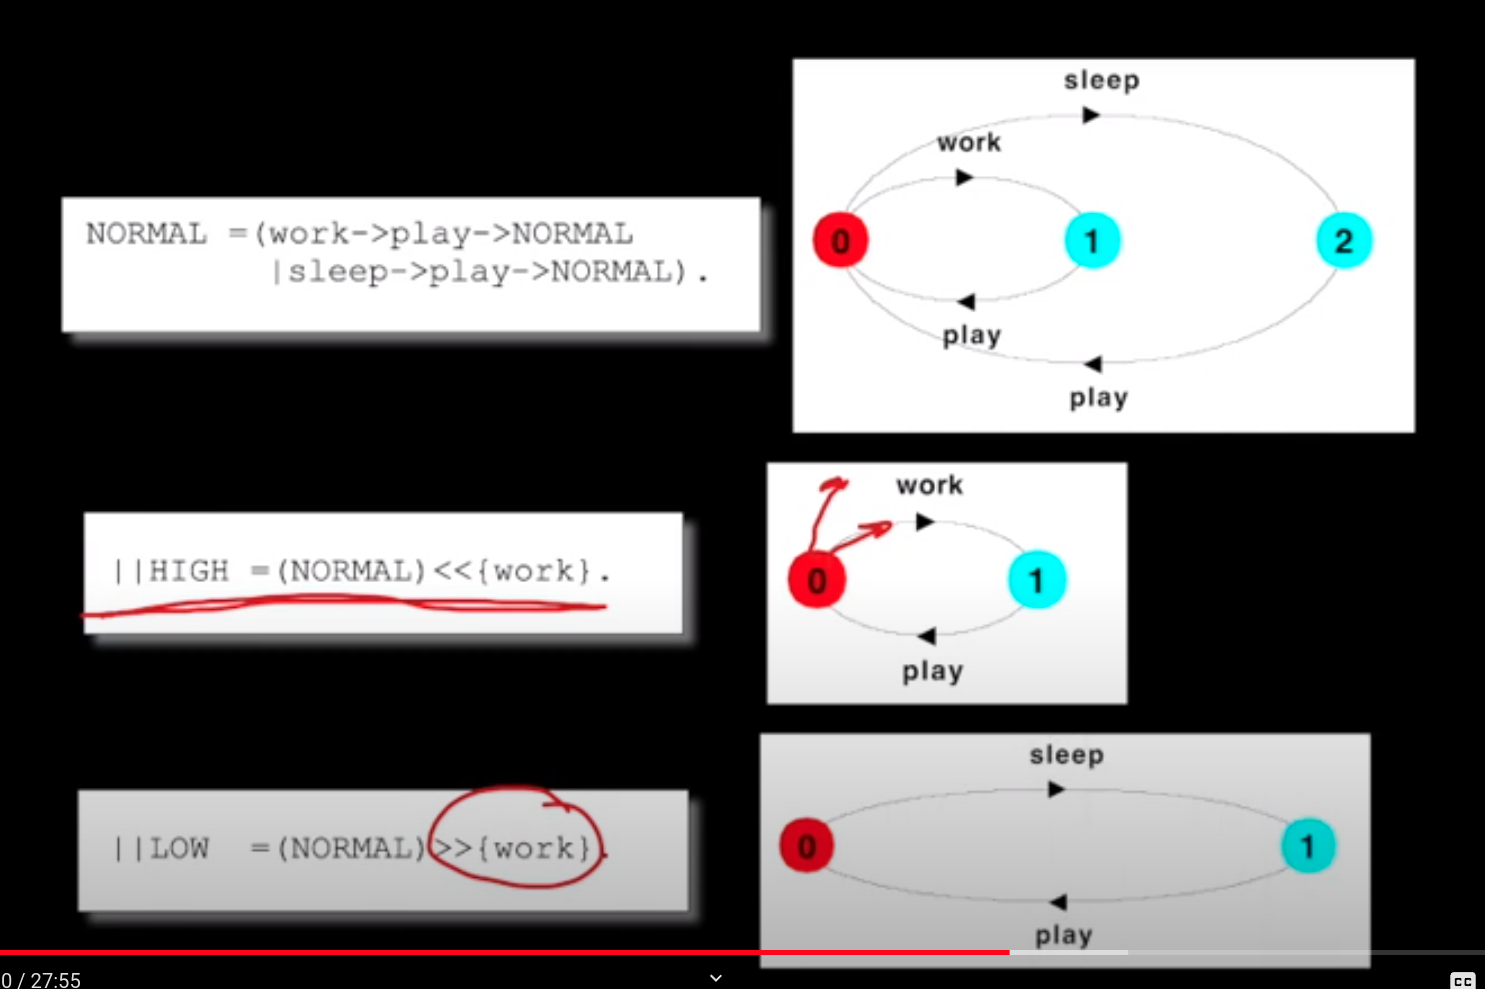 sleep
work
NORMAL =(work->play->NORMAL
|sleep->play->NORMAL).
0 1 2
play
play
work
||HIGH =(NORMAL)<<{work}.
0 1
play
sleep
||LOW =(NORMAL)>>{work}.
0 1
play
0 / 27:55
CC